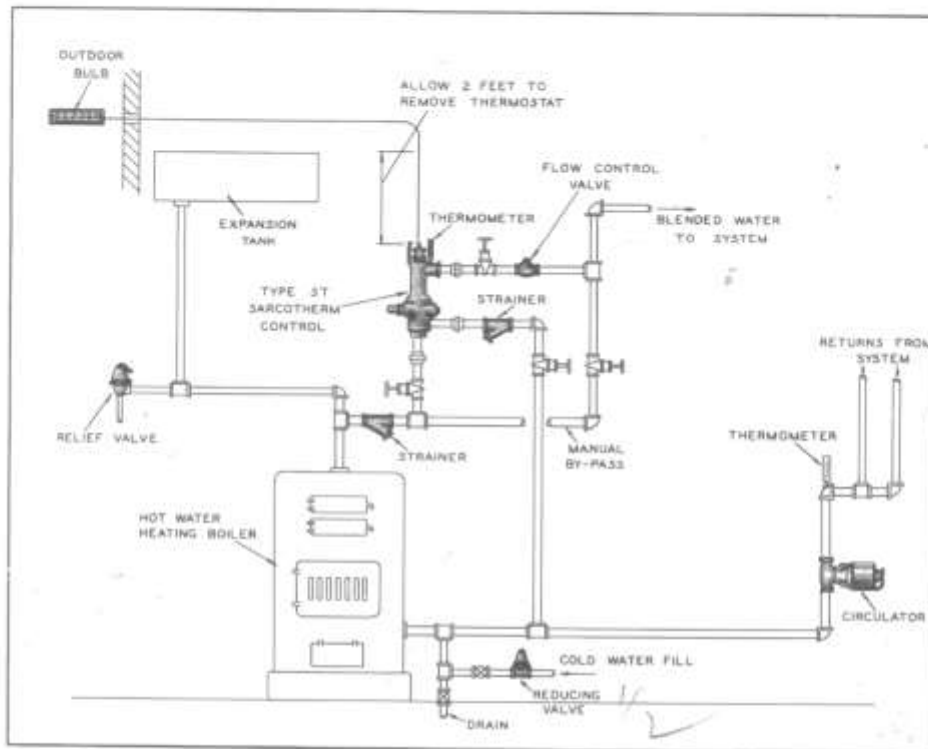 OUTDOOR
BULB
ALLOW 2 FEET TO
REMOVE THERMOSTAT
FLOW CONTROL
VALVE
EXPANSION
TANK
THERMOMETER
BLENDED WATER
TO SYSTEM
TYPE ST
SARCOTHERM
CONTROL
STRAINER
RETURNS FROM
SYSTEM
RELIEF VALVE
STRAINER
MANUAL
BY-PASS
THERMOMETER
HOT WATER
HEATING BOILER
CIRCULATOR
COLD WATER FILL
REDUCING
VALVE
DRAIN